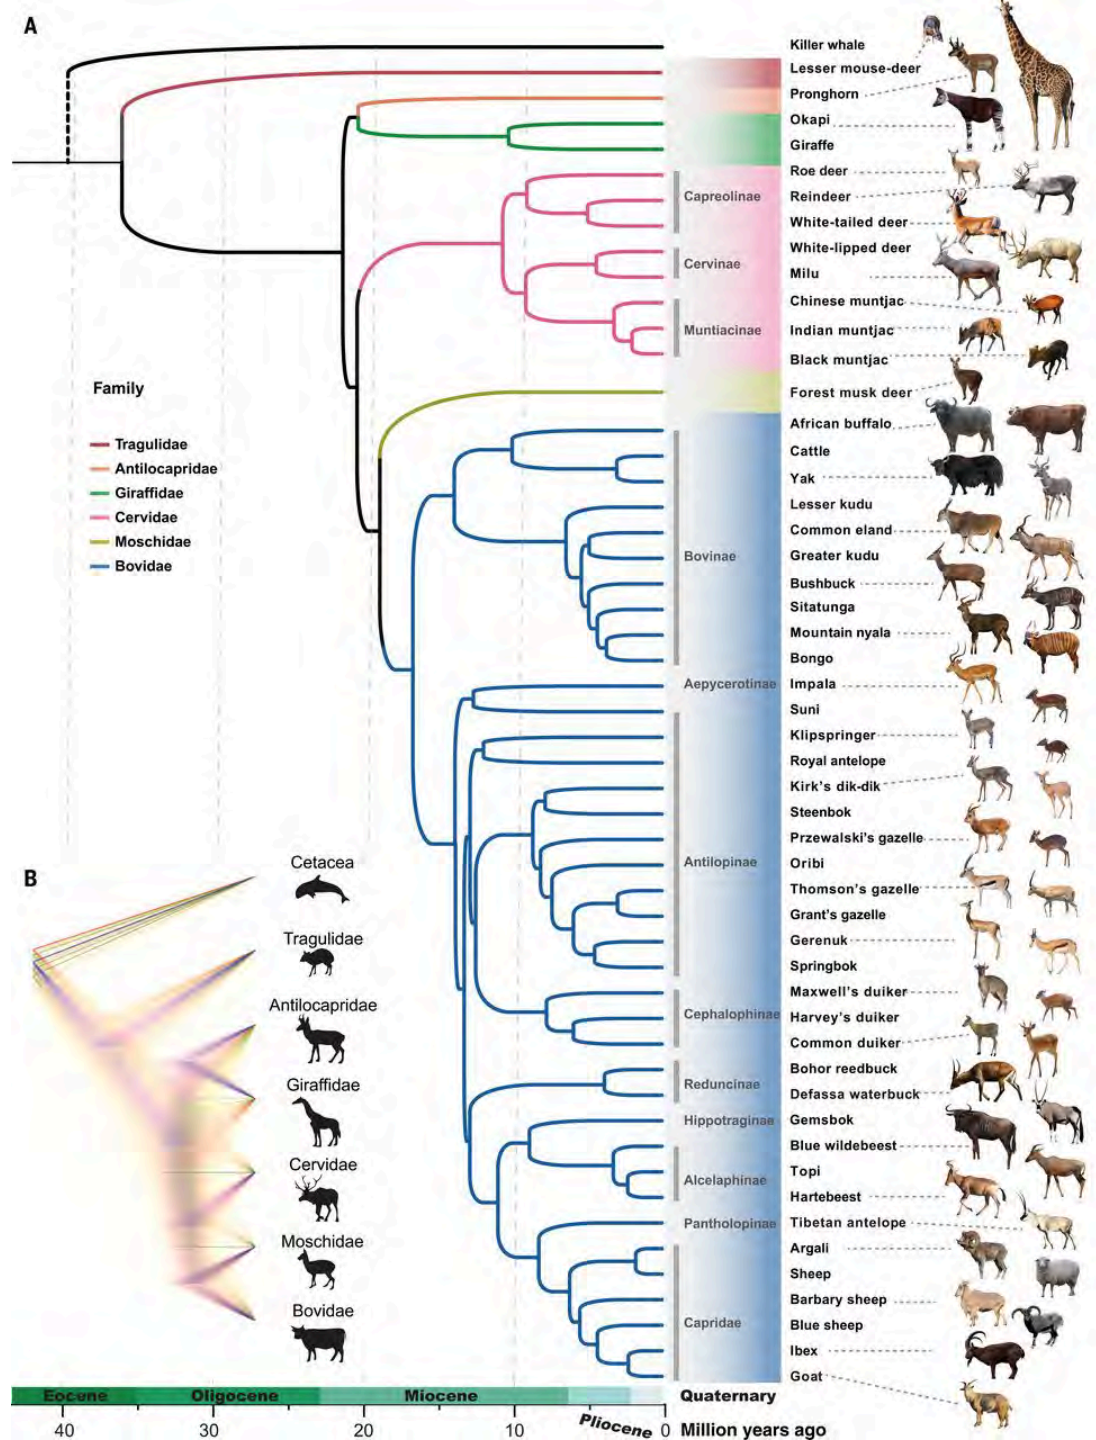 A
Killer whale
Lesser mouse-deer
Pronghorn
Okapi
Giraffe
Roe deer
Capreolinae
Reindeer
White-tailed deer
White-lipped deer
Cervinae
Milu
Chinese muntjac
Muntiacinae
Indian muntjac
Black muntjac
Forest musk deer
Family
Tragulidae
Antilocapridae
Giraffidae
Cervidae
Moschidae
Bovidae
African buffalo
Cattle
Yak
Lesser kudu
Common eland
Bovinae
Greater kudu
Bushbuck
Sitatunga
Mountain nyala
Bongo
Aepycerotinae
Impala
Suni
Klipspringer
Royal antelope
Kirk's dik-dik
Steenbok
Przewalski's gazelle
Antilopinae
Oribi
Thomson's gazelle
Grant's gazelle
Gerenuk
Springbok
Maxwell's duiker
Cephalophinae
Harvey's duiker
Common duiker
Bohor reedbuck
Reduncinae
Defassa waterbuck
Hippotraginae
Gemsbok
Blue wildebeest
Topi
Alcelaphinae
Hartebeest
Pantholopinae
Tibetan antelope
Argali
Sheep
Barbary sheep
Capridae
Blue sheep
Ibex
Goat
B
Cetacea
Tragulidae
Antilocapridae
Giraffidae
Cervidae
Moschidae
Bovidae
Eocene
Oligocene
Miocene
Pliocene
Quaternary
40
30
20
10
0
Million years ago